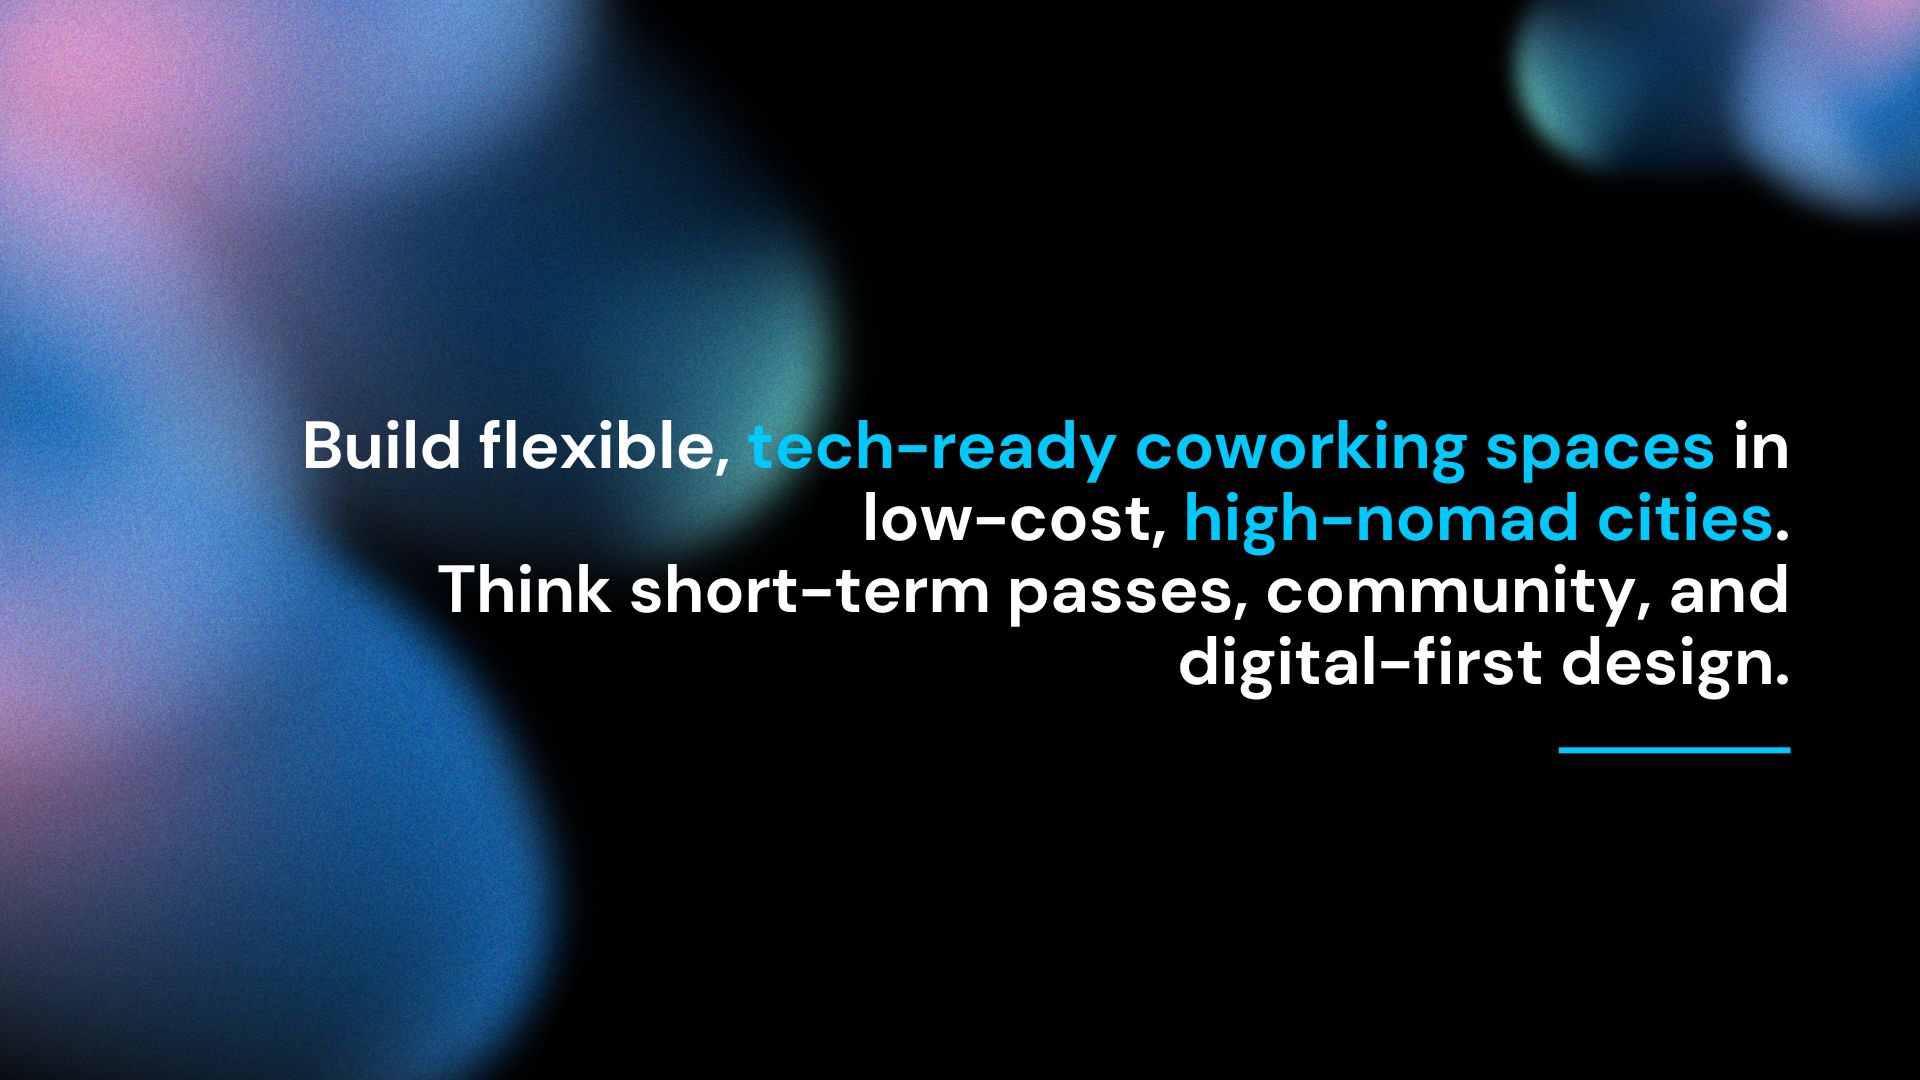 Build flexible, tech-ready coworking spaces in
low-cost, high-nomad cities.
Think short-term passes, community, and
digital-first design.